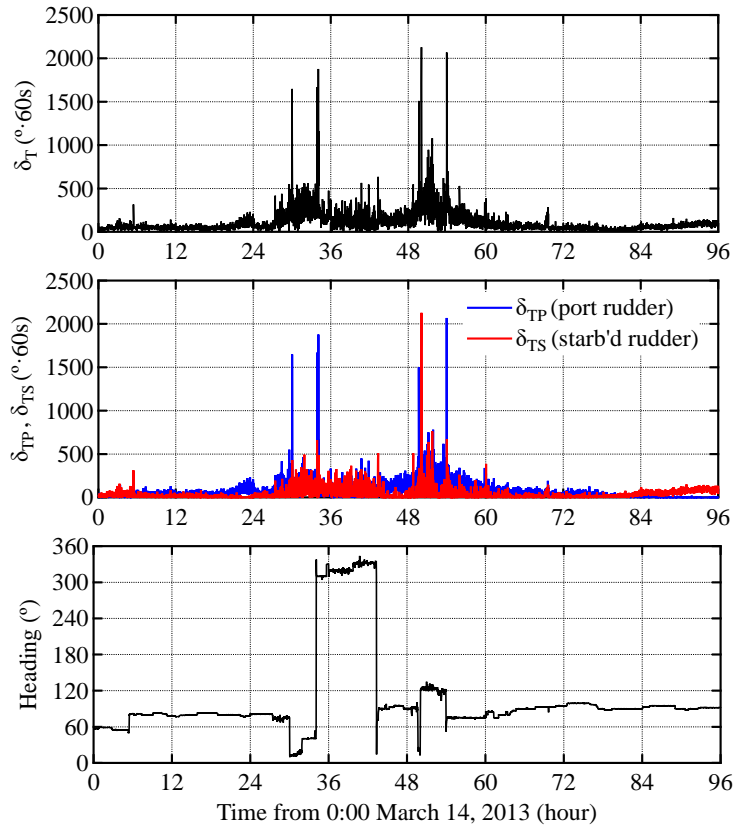 2500
2000
1500
1000
500
0
δT (º·60s)
0 12 24 36 48 60 72 84 96
2500
2000
1500
1000
500
0
δTP, δTS (º·60s)
δTP (port rudder)
δTS (starb'd rudder)
0 12 24 36 48 60 72 84 96
360
300
240
180
120
60
0
Heading (º)
0 12 24 36 48 60 72 84 96
Time from 0:00 March 14, 2013 (hour)